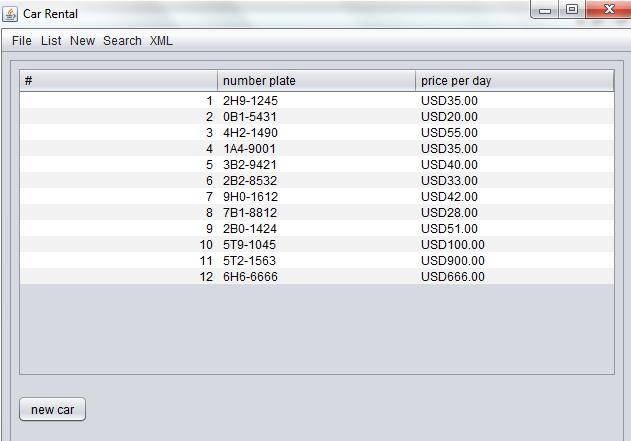 Car Rental
File List New Search XML
# number plate price per day
1 2H9-1245 USD35.00
2 0B1-5431 USD20.00
3 4H2-1490 USD55.00
4 1A4-9001 USD35.00
5 3B2-9421 USD40.00
6 2B2-8532 USD33.00
7 9H0-1612 USD42.00
8 7B1-8812 USD28.00
9 2B0-1424 USD51.00
10 5T9-1045 USD100.00
11 5T2-1563 USD900.00
12 6H6-6666 USD666.00
new car